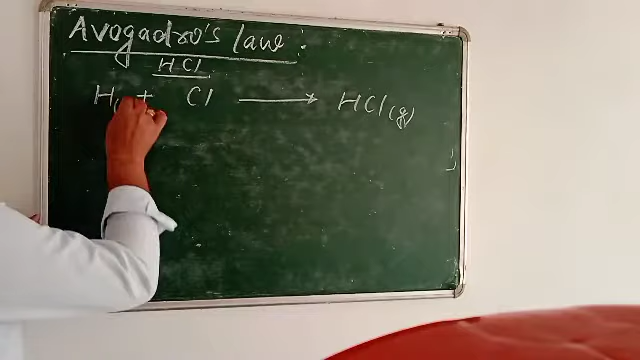 Avogadro's law :
HCl
H + Cl ⟶ HCl(g)